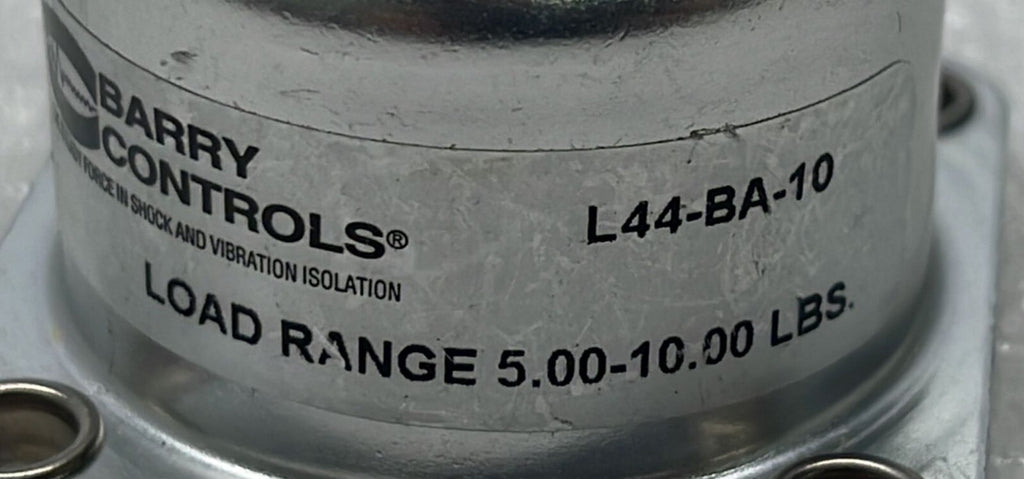 BARRY
CONTROLS®
FORCE IN SHOCK AND VIBRATION ISOLATION
L44-BA-10
LOAD RANGE 5.00-10.00 LBS.